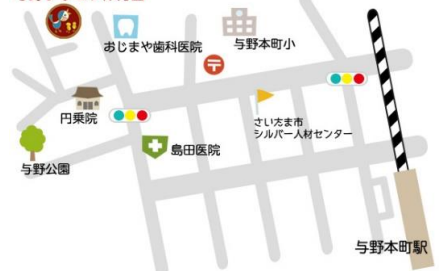 おじまや歯科医院
与野本町小
円乗院
さいたま市
シルバー人材センター
島田医院
与野公園
与野本町駅